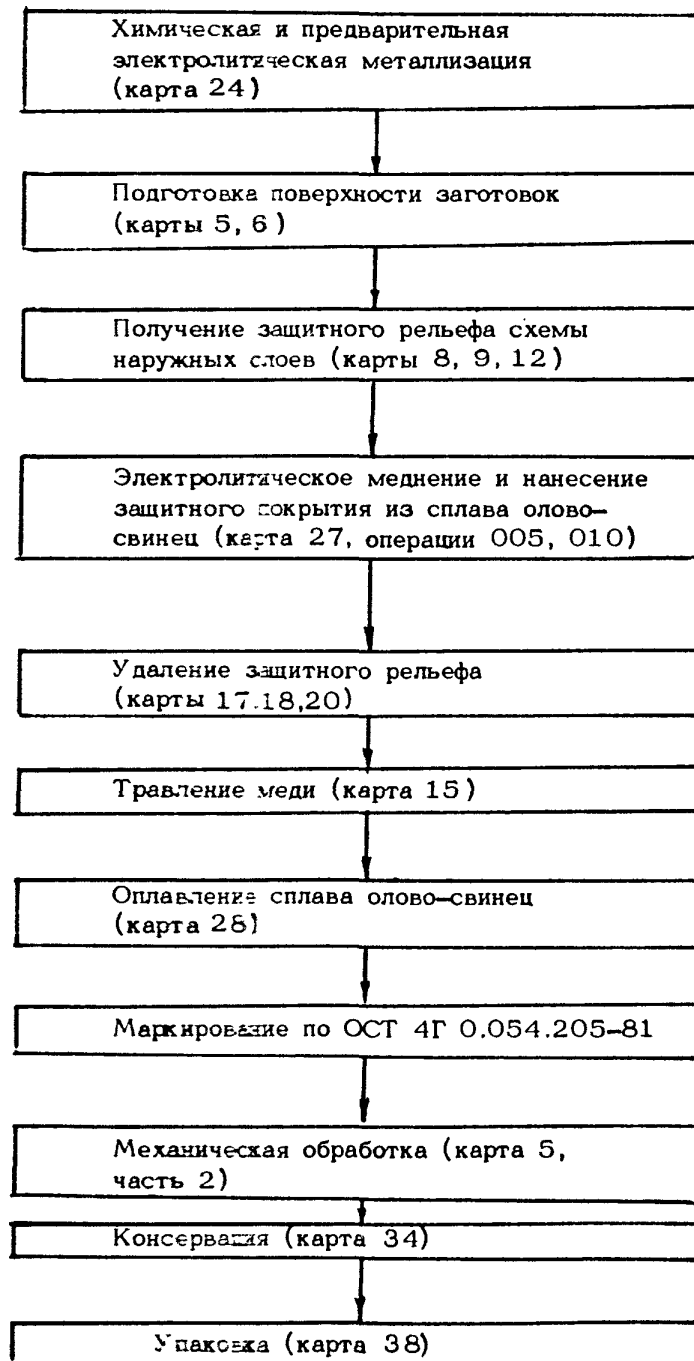 Химическая и предварительная
электролитическая металлизация
(карта 24)
Подготовка поверхности заготовок
(карты 5, 6)
Получение защитного рельефа схемы
наружных слоев (карты 8, 9, 12)
Электролитическое меднение и нанесение
защитного покрытия из сплава олово-
свинец (карта 27, операции 005, 010)
Удаление защитного рельефа
(карты 17.18,20)
Травление меди (карта 15)
Оплавление сплава олово-свинец
(карта 28)
Маркирование по ОСТ 4Г 0.054.205-81
Механическая обработка (карта 5,
часть 2)
Консервация (карта 34)
Упаковка (карта 38)